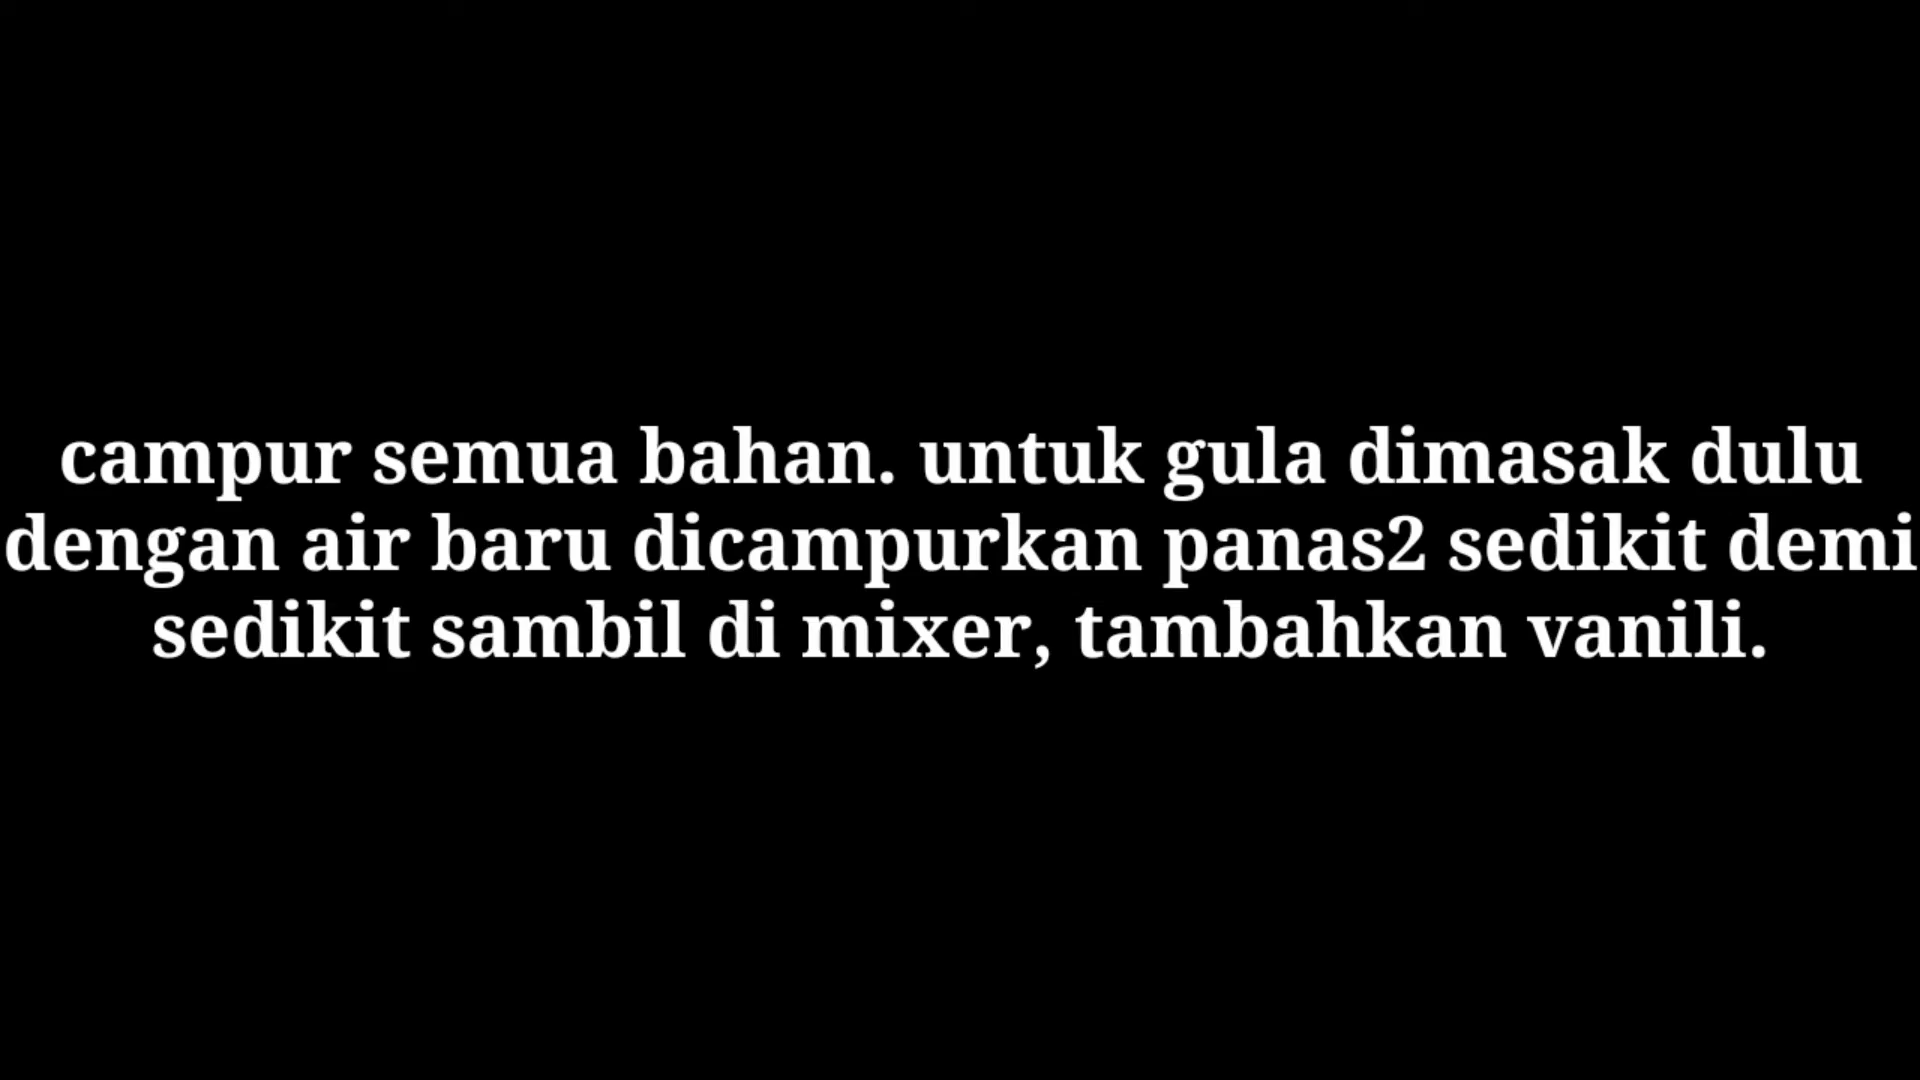 campur semua bahan. untuk gula dimasak dulu
dengan air baru dicampurkan panas2 sedikit demi
sedikit sambil di mixer, tambahkan vanili.